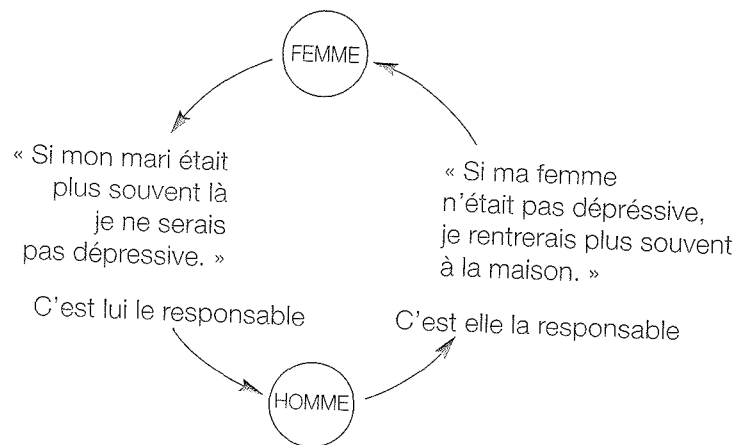 FEMME
« Si mon mari était
plus souvent là
je ne serais
pas dépressive. »
C'est lui le responsable
« Si ma femme
n'était pas dépréssive,
je rentrerais plus souvent
à la maison. »
C'est elle la responsable
HOMME